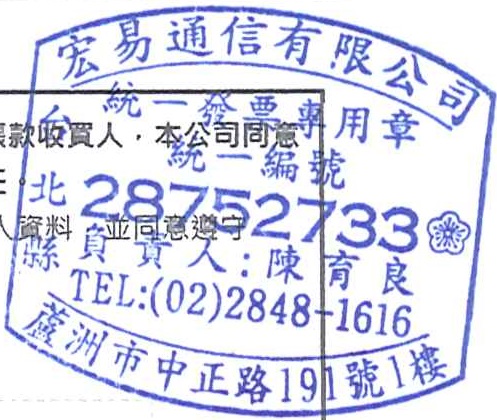 宏易通信有限公司
統一發票專用章
款收買人，本公司同意
統一編號
28752733
人資料，並同意遵守
台北縣
負責人：陳育良
TEL:(02)2848-1616
蘆洲市中正路191號1樓